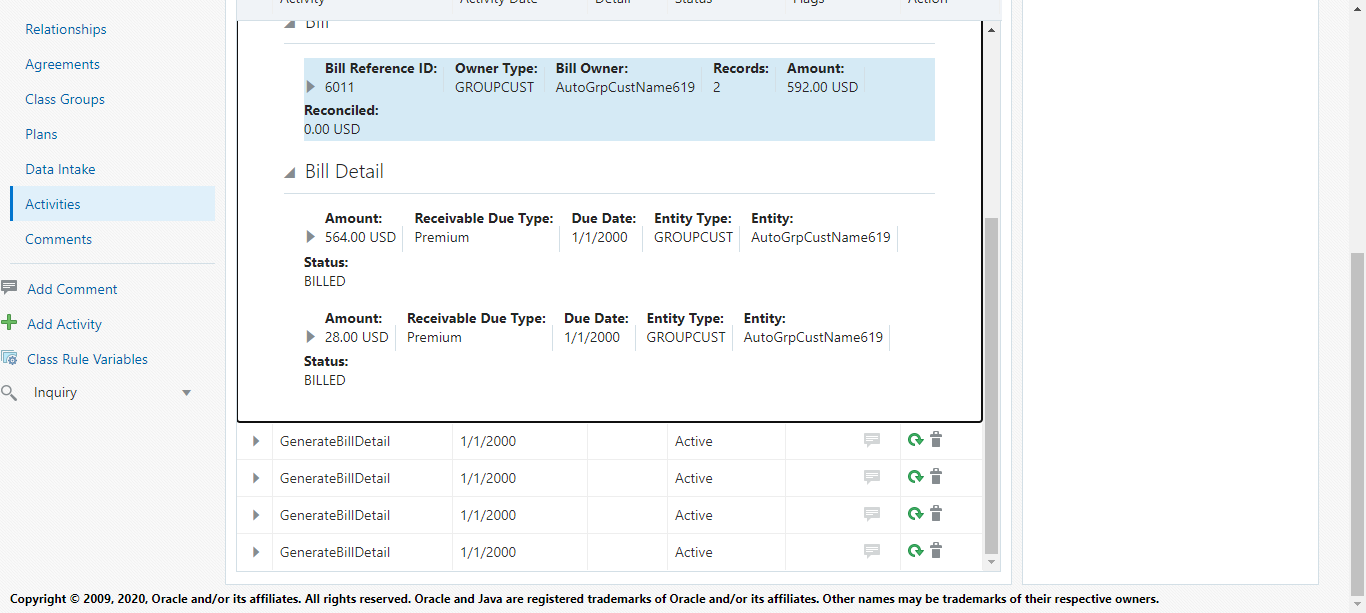 Relationships
Agreements
Class Groups
Plans
Data Intake
Activities
Comments
Add Comment
Add Activity
Class Rule Variables
Inquiry
Activity Activity Date Detail Status Flags Action
Bill
Bill Reference ID: Owner Type: Bill Owner: Records: Amount:
6011 GROUPCUST AutoGrpCustName619 2 592.00 USD
Reconciled:
0.00 USD
Bill Detail
Amount: Receivable Due Type: Due Date: Entity Type: Entity:
564.00 USD Premium 1/1/2000 GROUPCUST AutoGrpCustName619
Status:
BILLED
Amount: Receivable Due Type: Due Date: Entity Type: Entity:
28.00 USD Premium 1/1/2000 GROUPCUST AutoGrpCustName619
Status:
BILLED
GenerateBillDetail 1/1/2000 Active
GenerateBillDetail 1/1/2000 Active
GenerateBillDetail 1/1/2000 Active
GenerateBillDetail 1/1/2000 Active
Copyright © 2009, 2020, Oracle and/or its affiliates. All rights reserved. Oracle and Java are registered trademarks of Oracle and/or its affiliates. Other names may be trademarks of their respective owners.